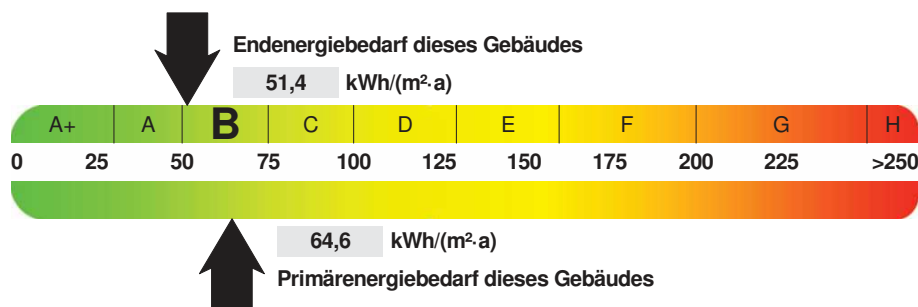 Endenergiebedarf dieses Gebäudes
51,4 kWh/(m²·a)
A+ A B C D E F G H
0 25 50 75 100 125 150 175 200 225 >250
64,6 kWh/(m²·a)
Primärenergiebedarf dieses Gebäudes